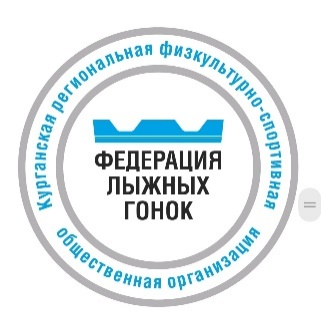 Курганская региональная физкультурно-спортивная
ФЕДЕРАЦИЯ
ЛЫЖНЫХ
ГОНОК
общественная организация